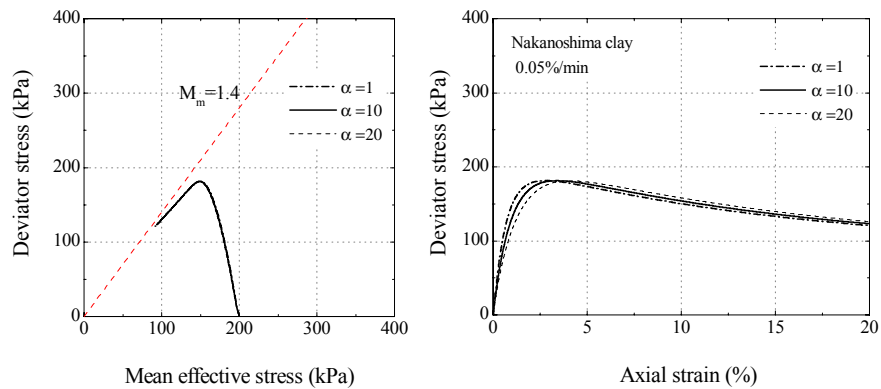 400
300
200
100
0
0
100
200
300
400
Deviator stress (kPa)
Mean effective stress (kPa)
Mm=1.4
α =1
α =10
α =20
400
300
200
100
0
0
5
10
15
20
Deviator stress (kPa)
Axial strain (%)
Nakanoshima clay
0.05%/min
α =1
α =10
α =20